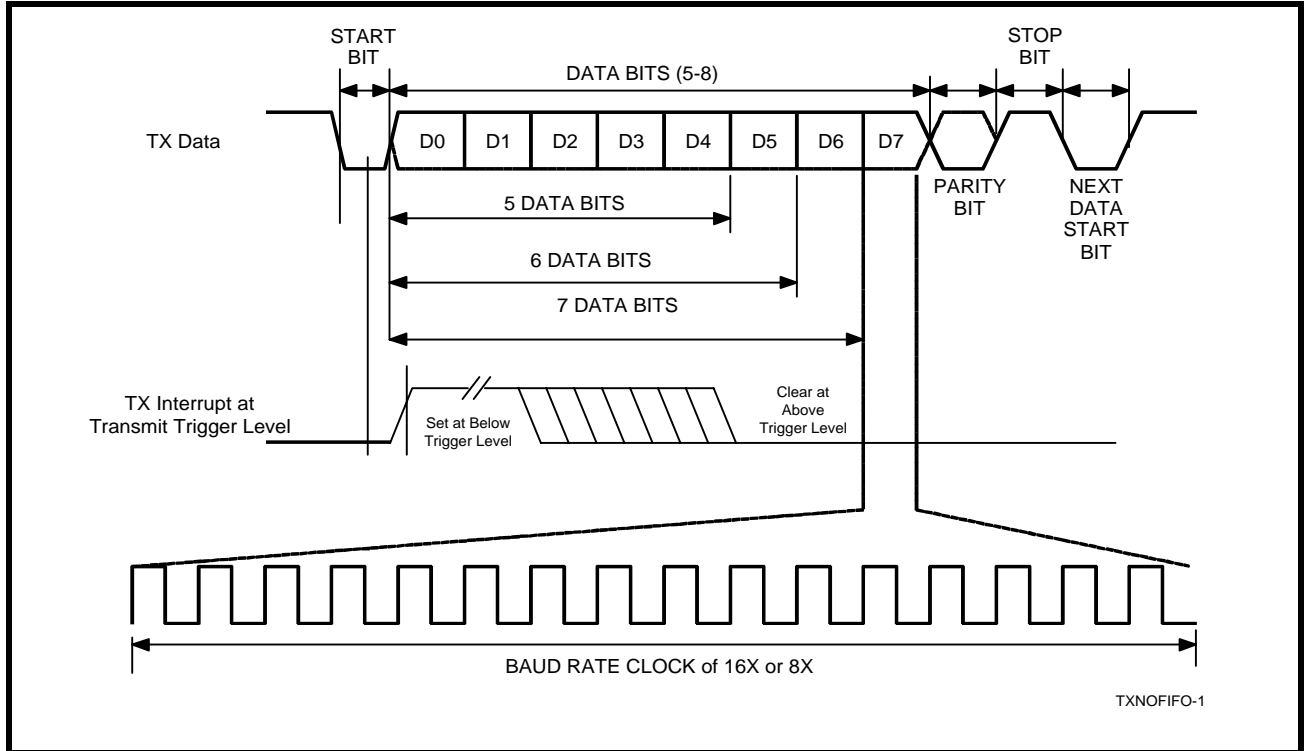 START
BIT
STOP
BIT
DATA BITS (5-8)
TX Data
D0 D1 D2 D3 D4 D5 D6 D7
PARITY
BIT
NEXT
DATA
START
BIT
5 DATA BITS
6 DATA BITS
7 DATA BITS
TX Interrupt at
Transmit Trigger Level
Set at Below
Trigger Level
Clear at
Above
Trigger Level
BAUD RATE CLOCK of 16X or 8X
TXNOFIFO-1